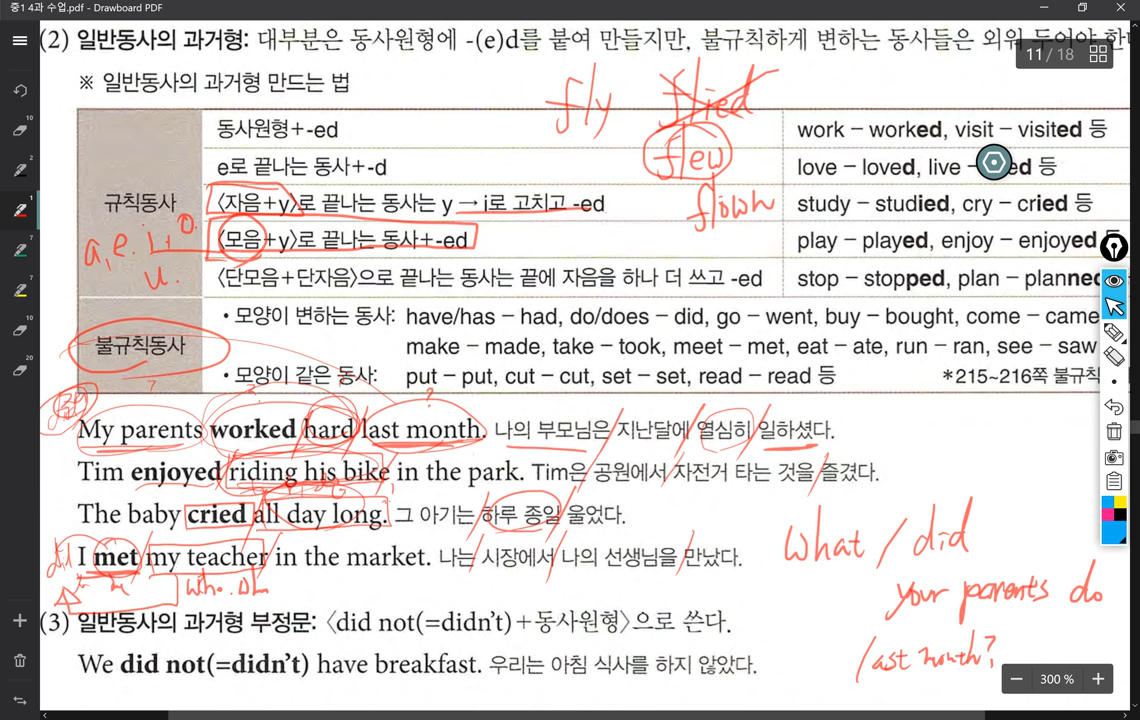 중1 4과 수업.pdf - Drawboard PDF
(2) 일반동사의 과거형: 대부분은 동사원형에 -(e)d를 붙여 만들지만, 불규칙하게 변하는 동사들은 외워 두어야 한다
11 / 18
※ 일반동사의 과거형 만드는 법
fly flied
flew
flown
규칙동사
동사원형+-ed
work – worked, visit – visited 등
e로 끝나는 동사+-d
love – loved, live – ed 등
〈자음+y〉로 끝나는 동사는 y → i로 고치고 -ed
study – studied, cry – cried 등
〈모음+y〉로 끝나는 동사+-ed
play – played, enjoy – enjoyed 등
a, e, i, o
u.
〈단모음+단자음〉으로 끝나는 동사는 끝에 자음을 하나 더 쓰고 -ed
stop – stopped, plan – planned
불규칙동사
• 모양이 변하는 동사: have/has – had, do/does – did, go – went, buy – bought, come – came
make – made, take – took, meet – met, eat – ate, run – ran, see – saw
• 모양이 같은 동사: put – put, cut – cut, set – set, read – read 등
*215~216쪽 불규칙
My parents worked hard last month. 나의 부모님은 지난달에 열심히 일하셨다.
Tim enjoyed riding his bike in the park. Tim은 공원에서 자전거 타는 것을 즐겼다.
The baby cried all day long. 그 아기는 하루 종일 울었다.
I met my teacher in the market. 나는 시장에서 나의 선생님을 만났다.
did
What / did
your parents do
last month?
(3) 일반동사의 과거형 부정문: 〈did not(=didn't)+동사원형〉으로 쓴다.
We did not(=didn't) have breakfast. 우리는 아침 식사를 하지 않았다.
300 %